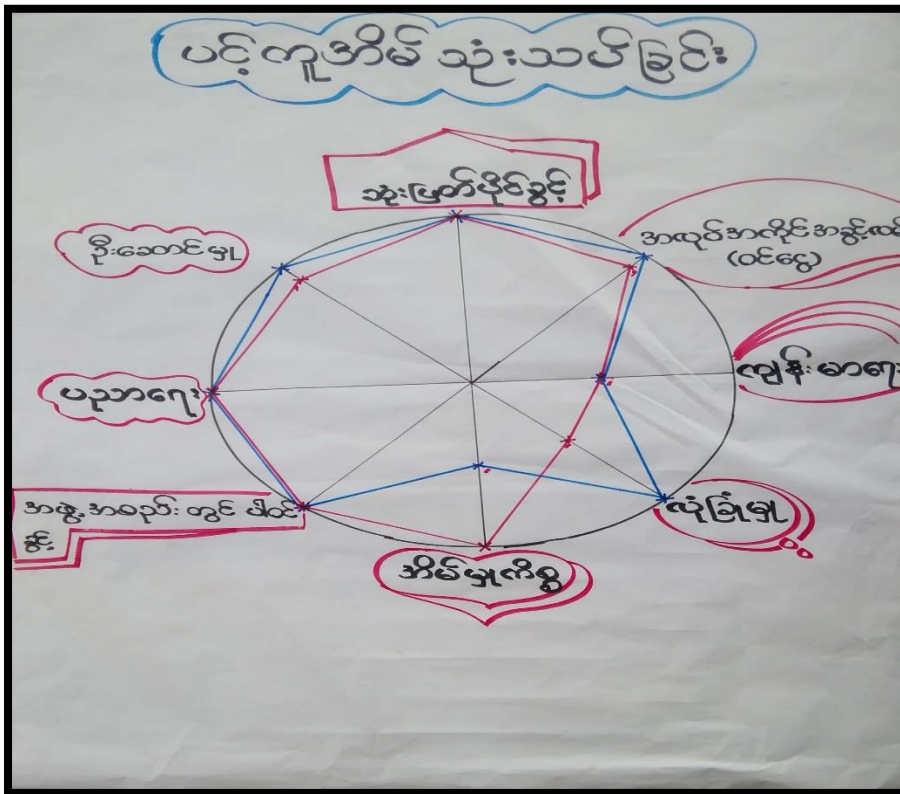 ပင့်ကူအိမ် သုံးသပ်ခြင်း
ဆုံးဖြတ်ပိုင်ခွင့်
ဦးဆောင်မှု
အလုပ်အကိုင်အခွင့်လမ်
(ဝင်ငွေ)
ကျန်းမာရေး
ပညာရေး
လုံခြုံမှု
အဖွဲ့အစည်းတွင် ပါဝင်
ခွင့်
အိမ်မှုကိစ္စ